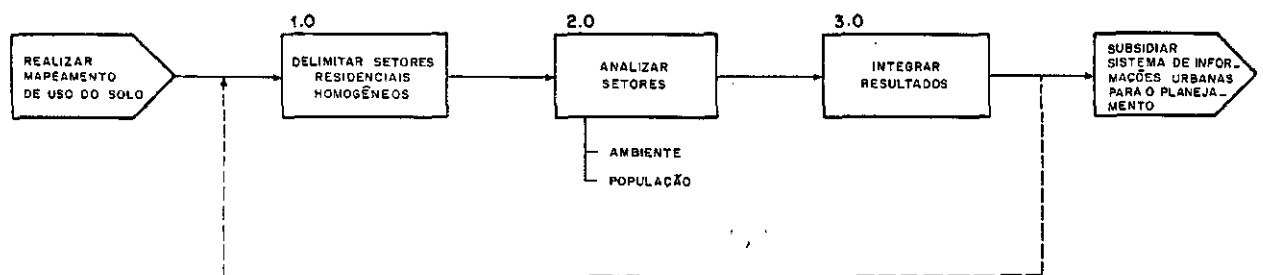 REALIZAR
MAPEAMENTO
DE USO DO SOLO
1.0
DELIMITAR SETORES
RESIDENCIAIS
HOMOGÊNEOS
2.0
ANALIZAR
SETORES
AMBIENTE
POPULAÇÃO
3.0
INTEGRAR
RESULTADOS
SUBSIDIAR
SISTEMA DE INFOR-
MAÇÕES URBANAS
PARA O PLANEJA-
MENTO